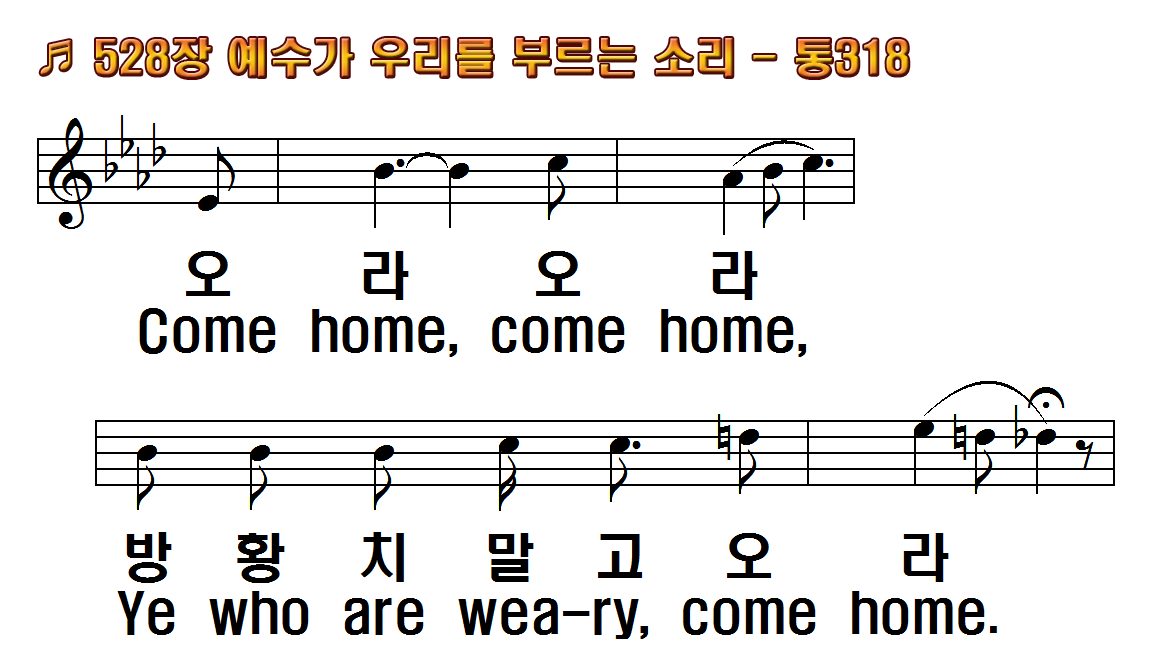 528장 예수가 우리를 부르는 소리 - 통318
오 라 오 라
Come home, come home,
방 황 치 말 고 오 라
Ye who are wea-ry, come home.